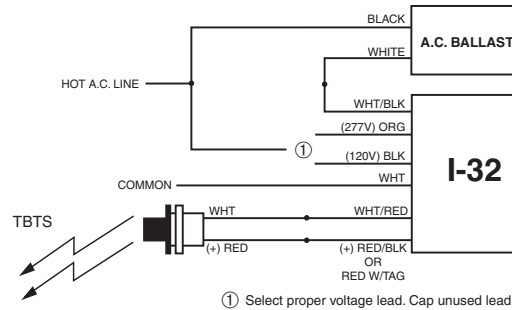 BLACK
A.C. BALLAST
WHITE
HOT A.C. LINE
WHT/BLK
(277V) ORG
①
(120V) BLK
I-32
WHT
COMMON
TBTS
WHT
WHT/RED
(+) RED
(+) RED/BLK
OR
RED W/TAG
① Select proper voltage lead. Cap unused lead